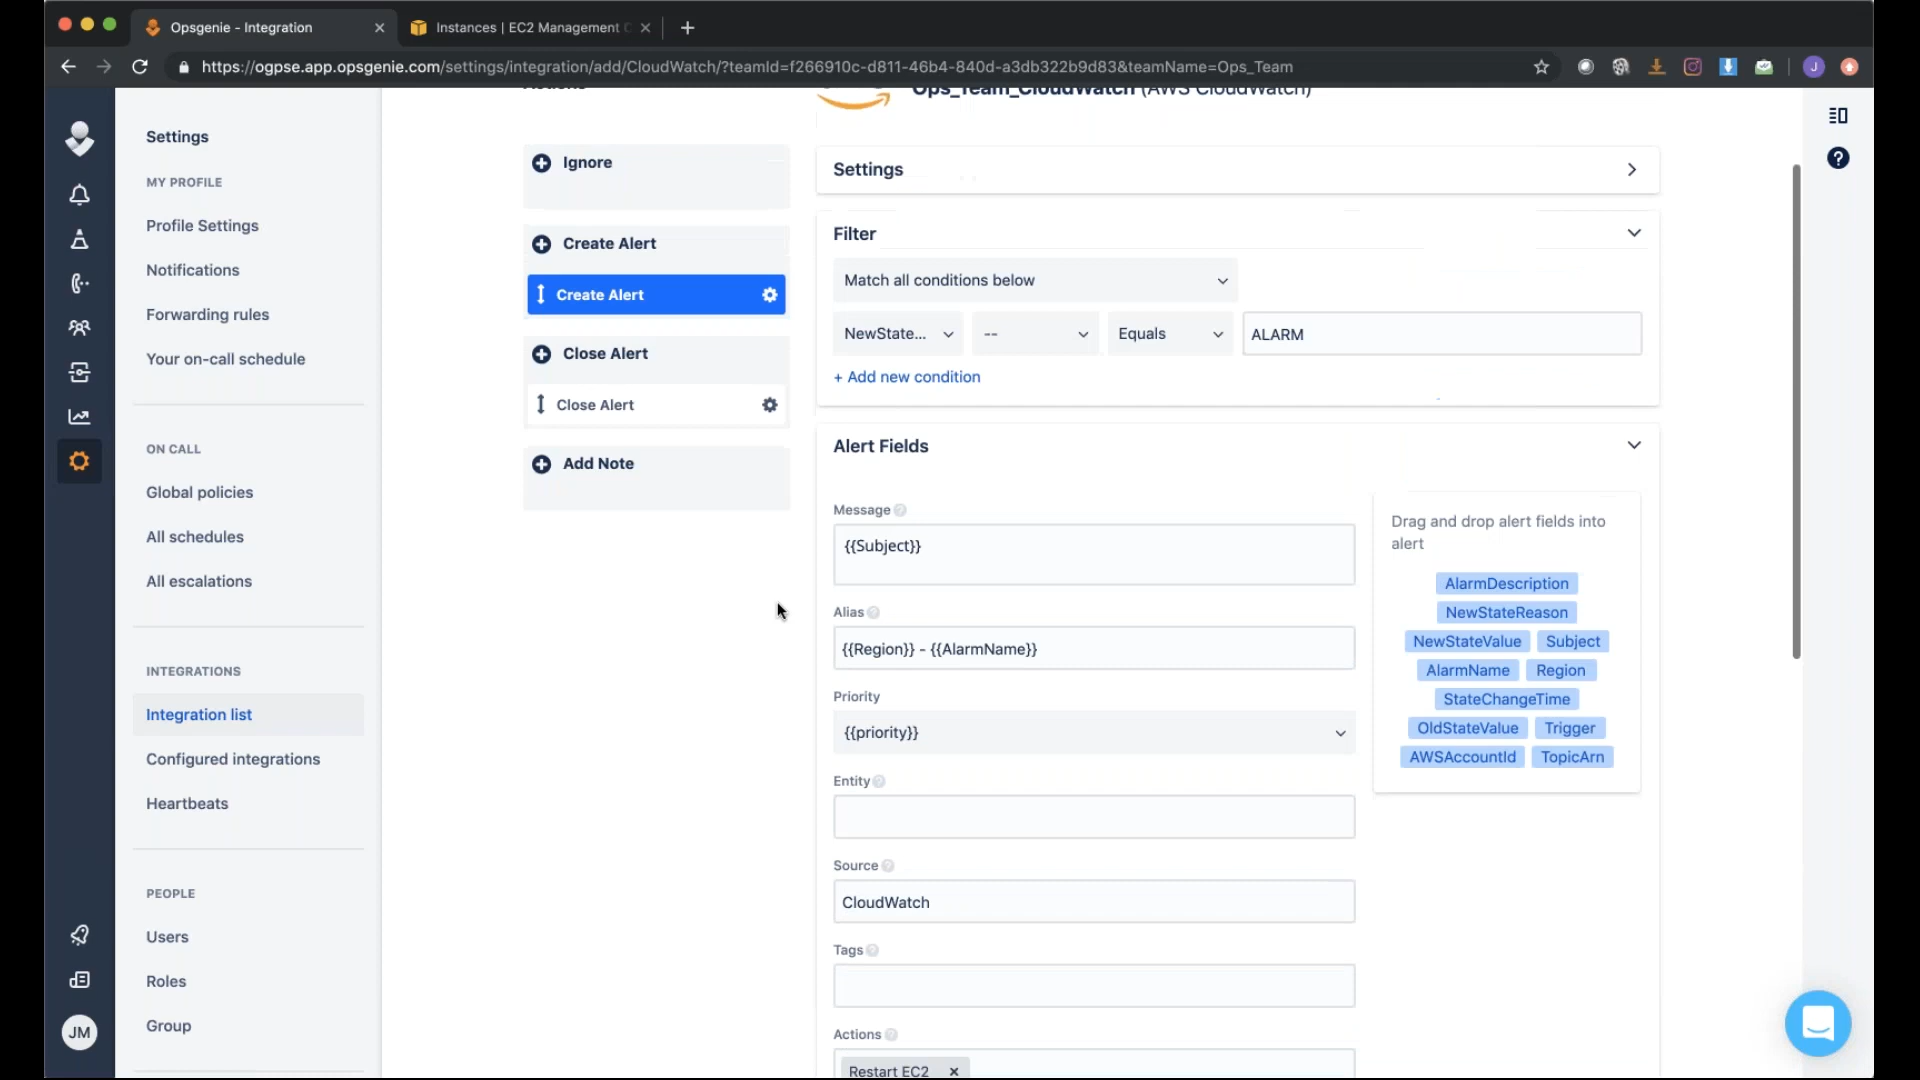 Opsgenie - Integration
Instances | EC2 Management
https://ogpse.app.opsgenie.com/settings/integration/add/CloudWatch/?teamId=f266910c-d811-46b4-840d-a3db322b9d83&teamName=Ops_Team
J
Settings
MY PROFILE
Profile Settings
Notifications
Forwarding rules
Your on-call schedule
ON CALL
Global policies
All schedules
All escalations
INTEGRATIONS
Integration list
Configured integrations
Heartbeats
PEOPLE
Users
Roles
Group
JM
Actions
Ignore
Create Alert
Create Alert
Close Alert
Close Alert
Add Note
Ops_Team_CloudWatch (AWS CloudWatch)
Settings
Filter
Match all conditions below
NewState... -- Equals ALARM
+ Add new condition
Alert Fields
Message
{{Subject}}
Alias
{{Region}} - {{AlarmName}}
Priority
{{priority}}
Entity
Source
CloudWatch
Tags
Actions
Restart EC2
Drag and drop alert fields into
alert
AlarmDescription
NewStateReason
NewStateValue Subject
AlarmName Region
StateChangeTime
OldStateValue Trigger
AWSAccountId TopicArn